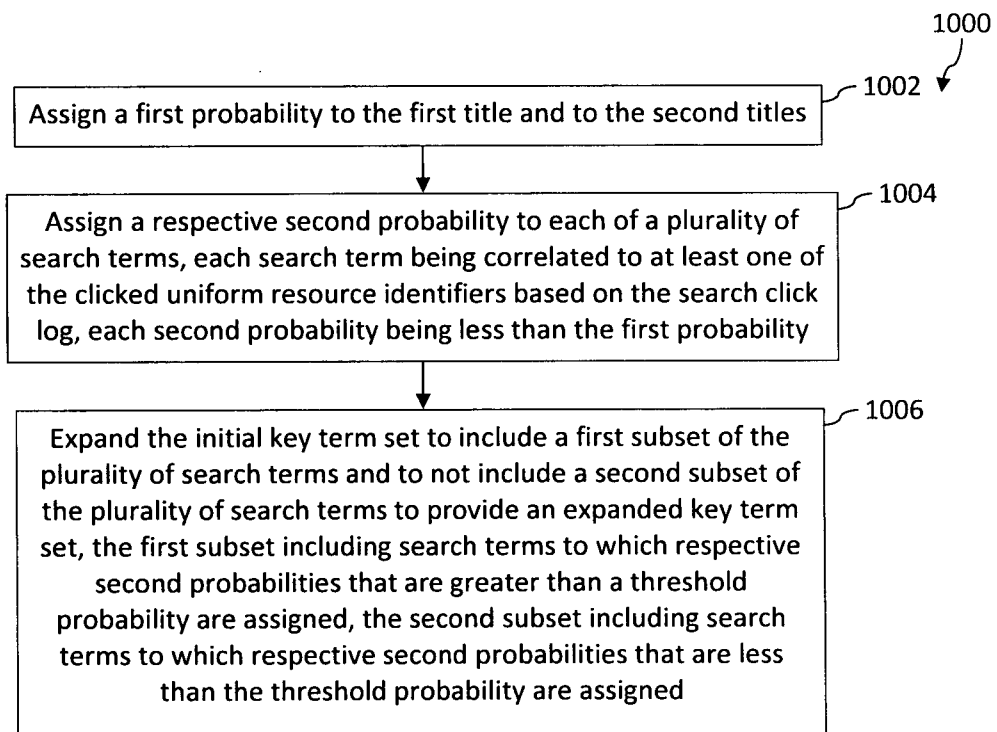 1000
1002
Assign a first probability to the first title and to the second titles
1004
Assign a respective second probability to each of a plurality of
search terms, each search term being correlated to at least one of
the clicked uniform resource identifiers based on the search click
log, each second probability being less than the first probability
1006
Expand the initial key term set to include a first subset of the
plurality of search terms and to not include a second subset of
the plurality of search terms to provide an expanded key term
set, the first subset including search terms to which respective
second probabilities that are greater than a threshold
probability are assigned, the second subset including search
terms to which respective second probabilities that are less
than the threshold probability are assigned